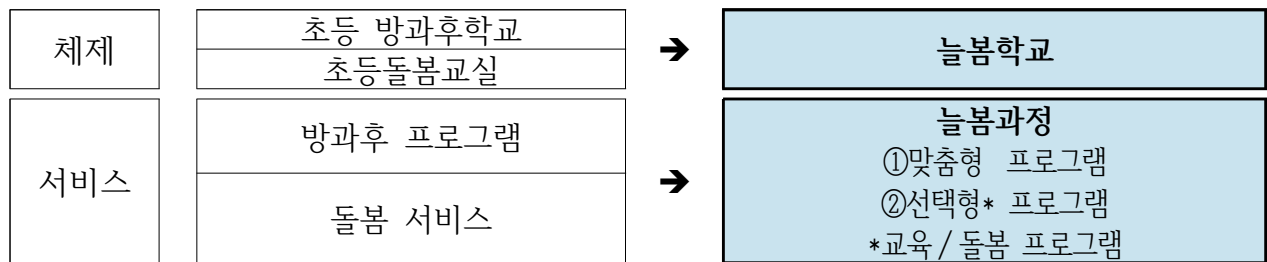 체제
초등 방과후학교
초등돌봄교실
➔
늘봄학교
서비스
방과후 프로그램
돌봄 서비스
➔
늘봄과정
①맞춤형 프로그램
②선택형* 프로그램
*교육/돌봄 프로그램